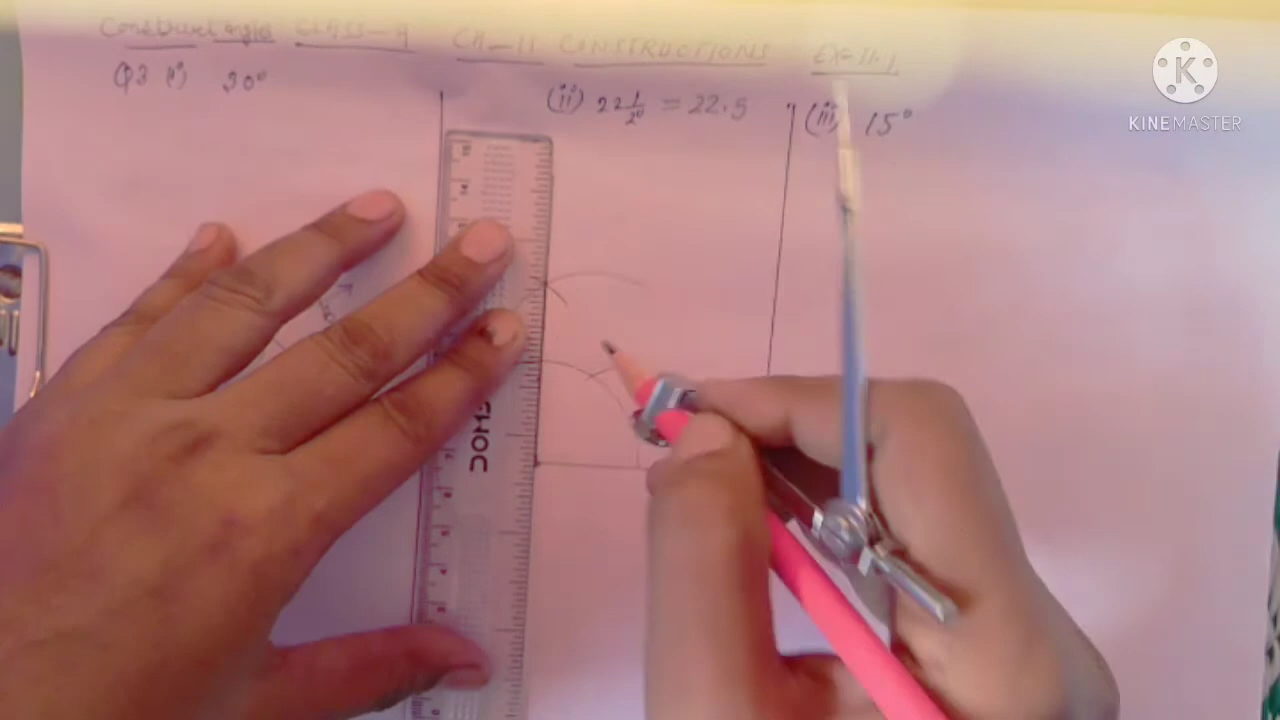 Construct angles CLASS-9 CH-11 CONSTRUCTIONS EX-11.1
Q3 (i) 30°
(ii) 22 1/2° = 22.5
(iii) 15°
K
KINEMASTER